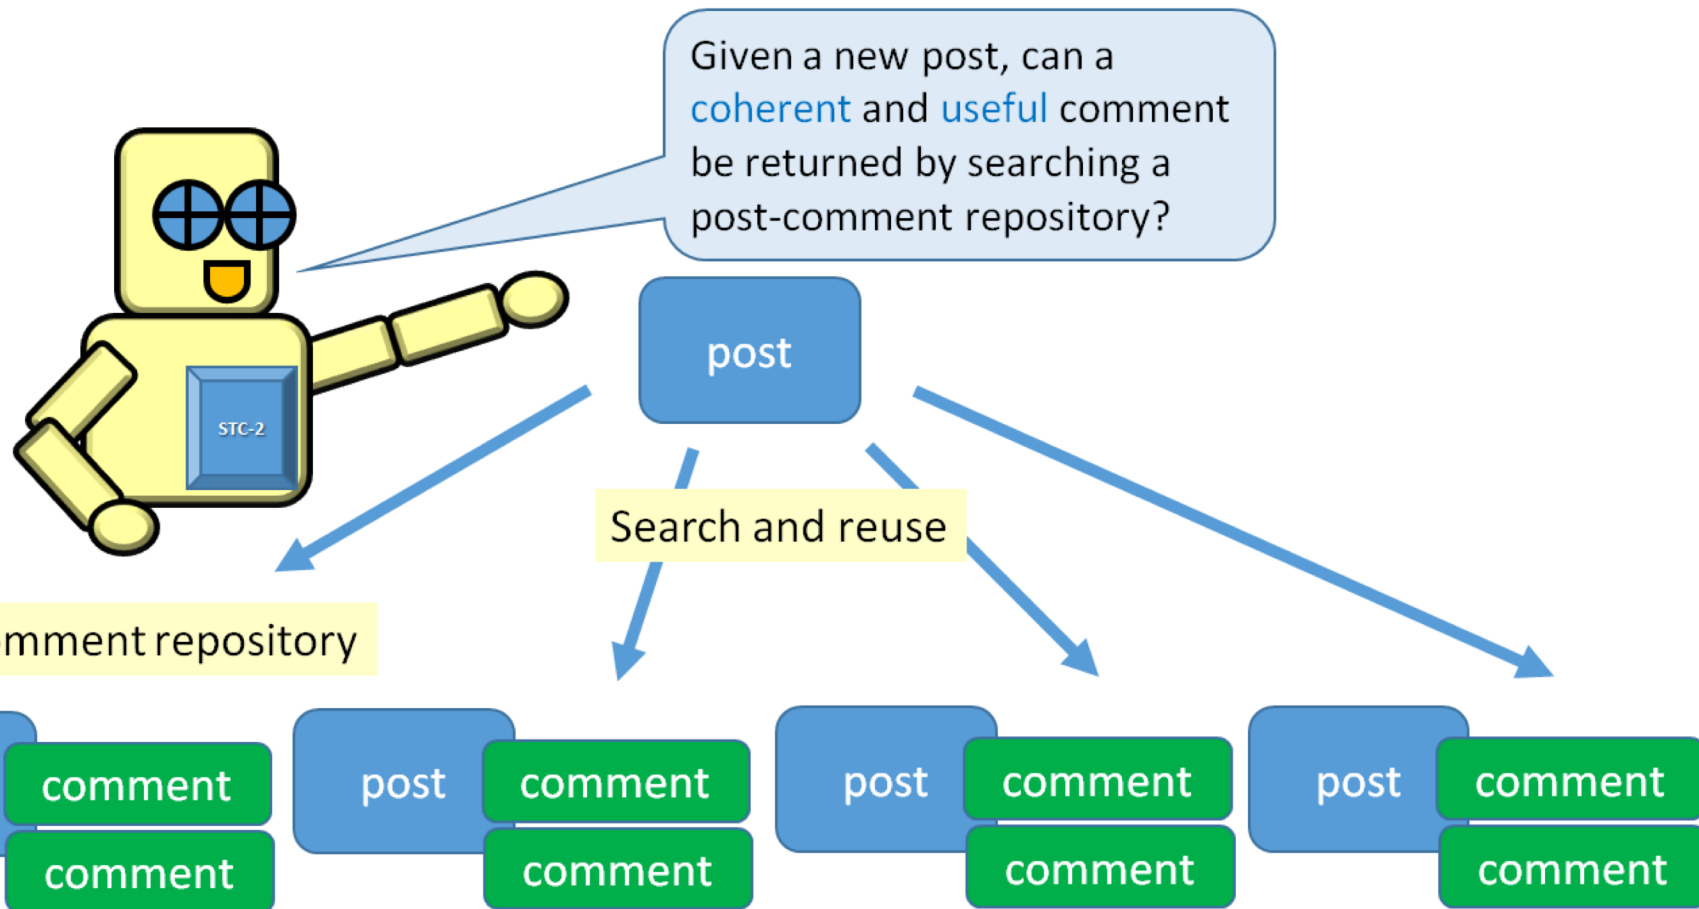 Given a new post, can a
coherent and useful comment
be returned by searching a
post-comment repository?
post
STC-2
Search and reuse
omment repository
comment
post
comment
post
comment
post
comment
comment
comment
comment
comment